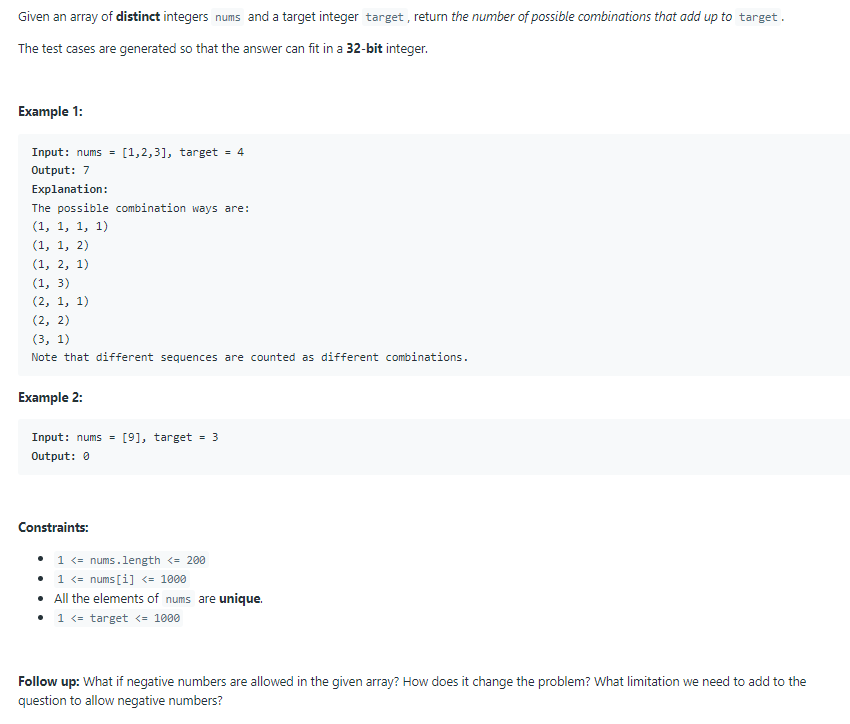 Given an array of distinct integers nums and a target integer target, return the number of possible combinations that add up to target.
The test cases are generated so that the answer can fit in a 32-bit integer.
Example 1:
Input: nums = [1,2,3], target = 4
Output: 7
Explanation:
The possible combination ways are:
(1, 1, 1, 1)
(1, 1, 2)
(1, 2, 1)
(1, 3)
(2, 1, 1)
(2, 2)
(3, 1)
Note that different sequences are counted as different combinations.
Example 2:
Input: nums = [9], target = 3
Output: 0
Constraints:
• 1 <= nums.length <= 200
• 1 <= nums[i] <= 1000
• All the elements of nums are unique.
• 1 <= target <= 1000
Follow up: What if negative numbers are allowed in the given array? How does it change the problem? What limitation we need to add to the
question to allow negative numbers?